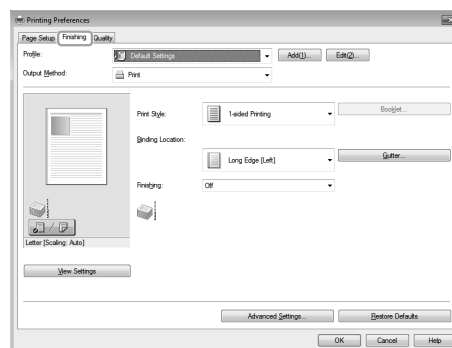 Printing Preferences
Page Setup Finishing Quality
Profile: Default Settings Add(1)... Edit(2)...
Output Method: Print
Print Style: 1-sided Printing Booklet...
Binding Location:
Long Edge [Left] Gutter...
Finishing: Off
Letter [Scaling: Auto]
View Settings
Advanced Settings... Restore Defaults
OK Cancel Help